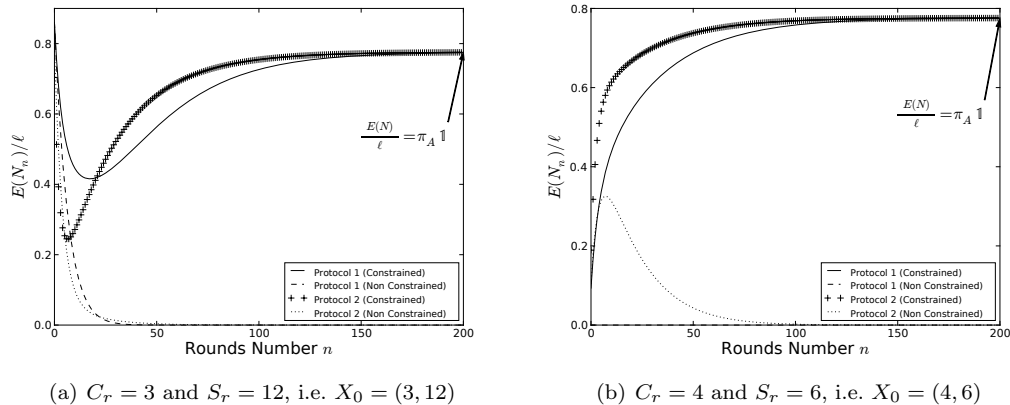 0.8
0.6
0.4
0.2
0.0
E(Nₙ)/ℓ
0
50
100
150
200
Rounds Number n
E(N)/ℓ = π_A 𝟙
Protocol 1 (Constrained)
Protocol 1 (Non Constrained)
Protocol 2 (Constrained)
Protocol 2 (Non Constrained)
(a) C_r = 3 and S_r = 12, i.e. X_0 = (3, 12)
0.8
0.6
0.4
0.2
0.0
E(Nₙ)/ℓ
0
50
100
150
200
Rounds Number n
E(N)/ℓ = π_A 𝟙
Protocol 1 (Constrained)
Protocol 1 (Non Constrained)
Protocol 2 (Constrained)
Protocol 2 (Non Constrained)
(b) C_r = 4 and S_r = 6, i.e. X_0 = (4, 6)